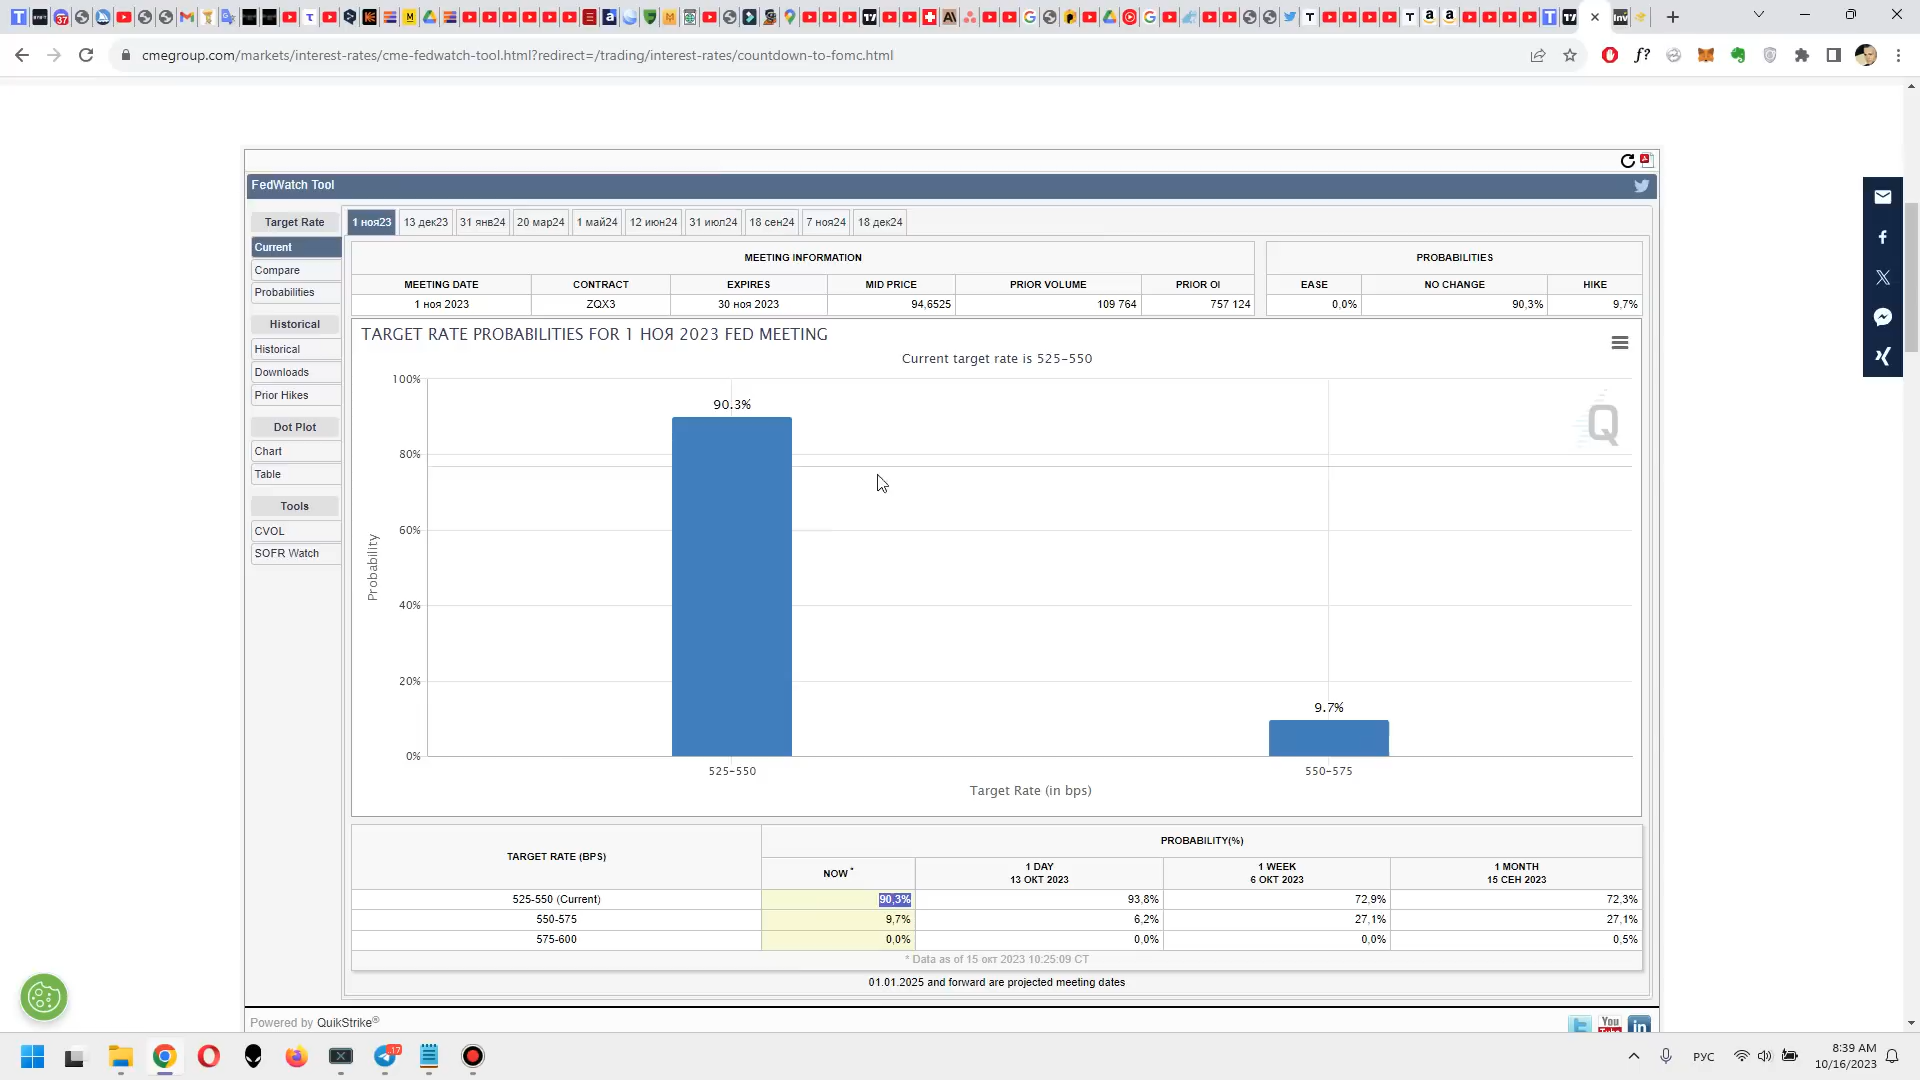 cmegroup.com/markets/interest-rates/cme-fedwatch-tool.html?redirect=/trading/interest-rates/countdown-to-fomc.html
FedWatch Tool
Target Rate
Current
Compare
Probabilities
Historical
Historical
Downloads
Prior Hikes
Dot Plot
Chart
Table
Tools
CVOL
SOFR Watch
1 ноя23 13 дек23 31 янв24 20 мар24 1 май24 12 июн24 31 июл24 18 сен24 7 ноя24 18 дек24
MEETING INFORMATION
MEETING DATE CONTRACT EXPIRES MID PRICE PRIOR VOLUME PRIOR OI
1 ноя 2023 ZQX3 30 ноя 2023 94,6525 109 764 757 124
PROBABILITIES
EASE NO CHANGE HIKE
0,0% 90,3% 9,7%
TARGET RATE PROBABILITIES FOR 1 НОЯ 2023 FED MEETING
Current target rate is 525-550
Q
Probability
100%
80%
60%
40%
20%
0%
90.3%
9.7%
525-550 550-575
Target Rate (in bps)
TARGET RATE (BPS) PROBABILITY(%)
NOW * 1 DAY 1 WEEK 1 MONTH
13 ОКТ 2023 6 ОКТ 2023 15 СЕН 2023
525-550 (Current) 90,3% 93,8% 72,9% 72,3%
550-575 9,7% 6,2% 27,1% 27,1%
575-600 0,0% 0,0% 0,0% 0,5%
* Data as of 15 окт 2023 10:25:09 CT
01.01.2025 and forward are projected meeting dates
Powered by QuikStrike®
You
in
17
РУС
8:39 AM
10/16/2023